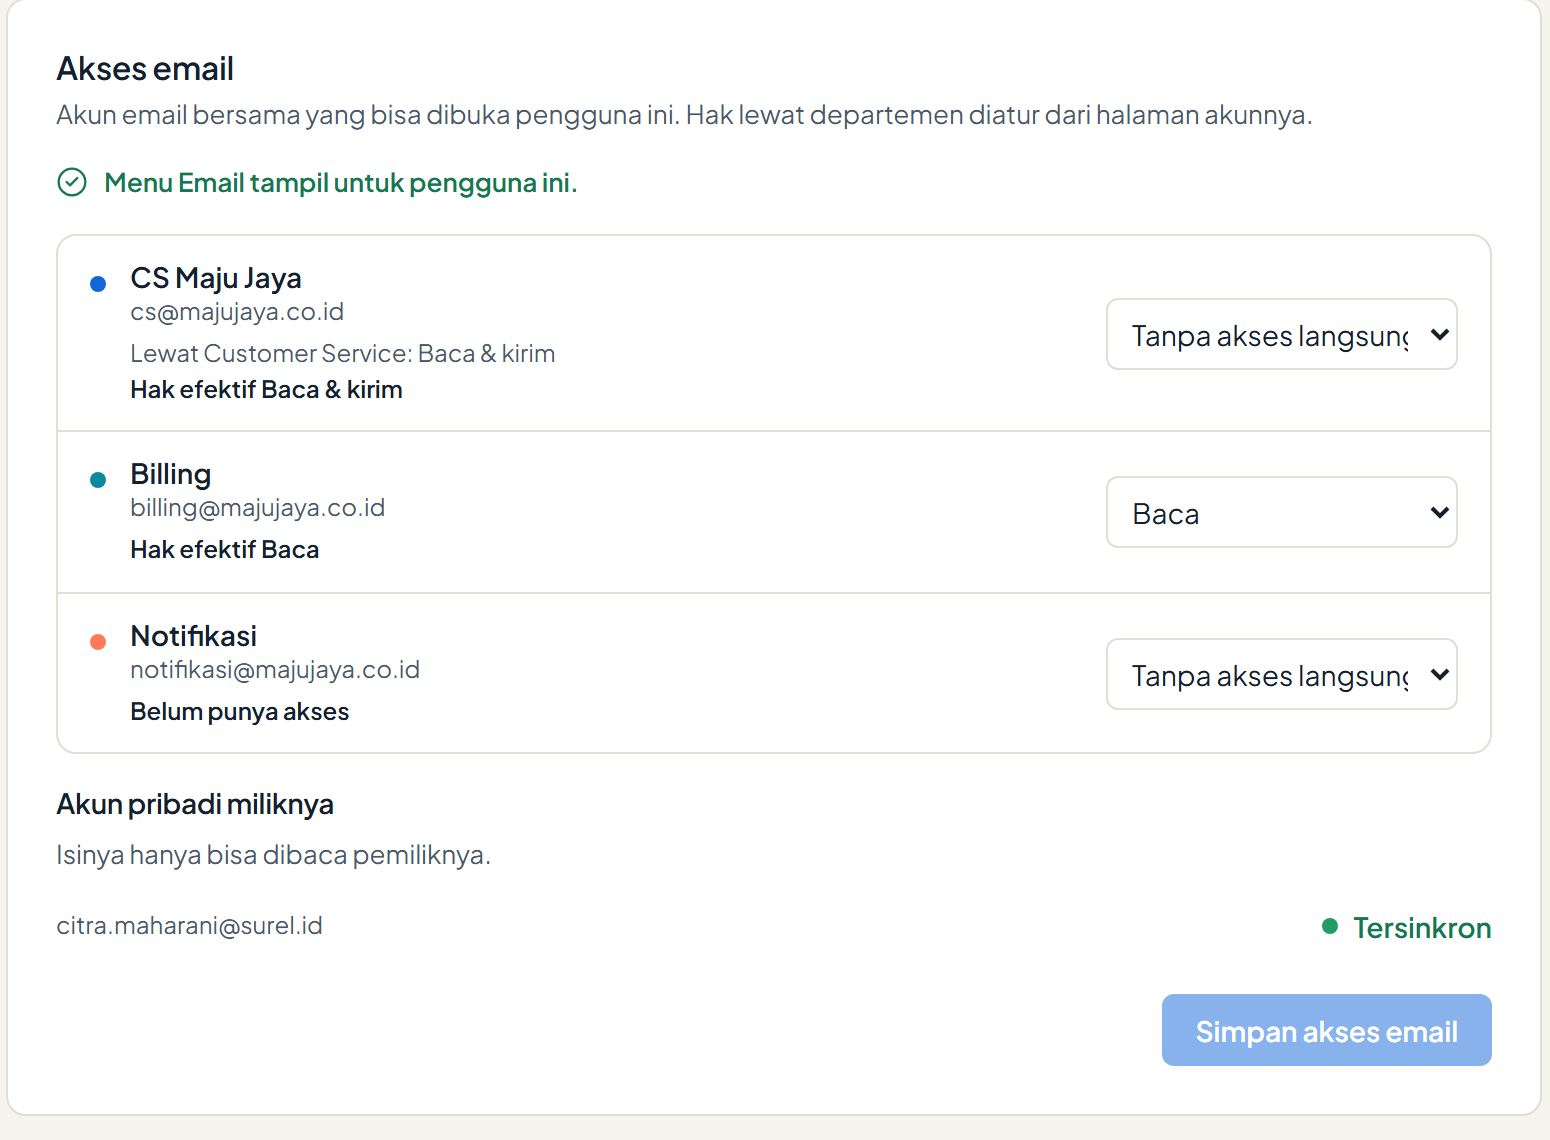 Akses email
Akun email bersama yang bisa dibuka pengguna ini. Hak lewat departemen diatur dari halaman akunnya.
Menu Email tampil untuk pengguna ini.
CS Maju Jaya
cs@majujaya.co.id
Lewat Customer Service: Baca & kirim
Hak efektif Baca & kirim
Tanpa akses langsung
Billing
billing@majujaya.co.id
Hak efektif Baca
Baca
Notifikasi
notifikasi@majujaya.co.id
Belum punya akses
Tanpa akses langsung
Akun pribadi miliknya
Isinya hanya bisa dibaca pemiliknya.
citra.maharani@surel.id
Tersinkron
Simpan akses email